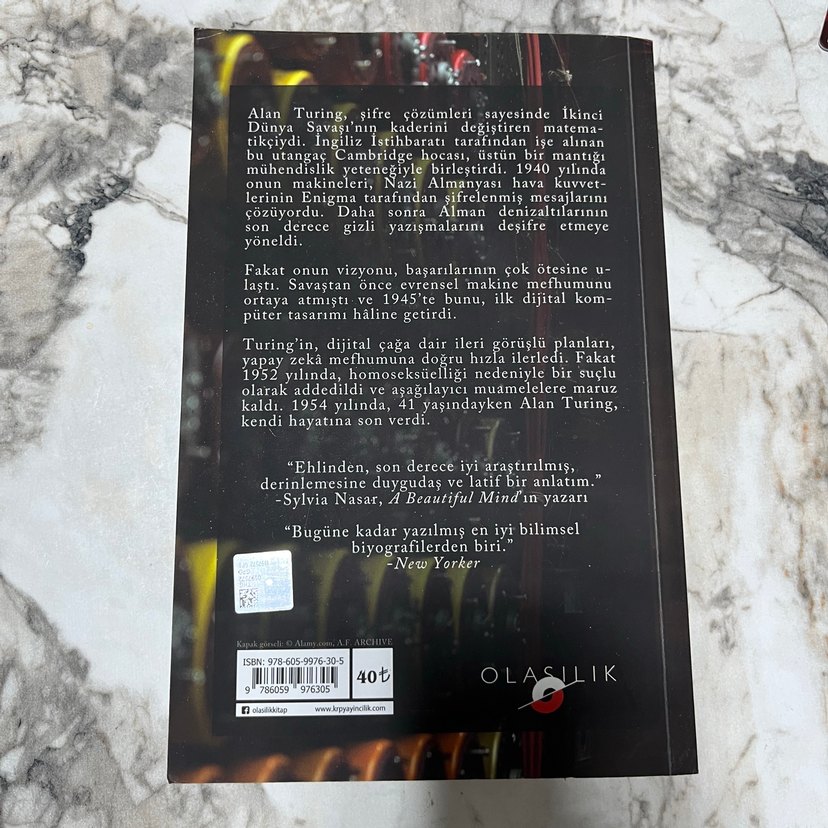 Alan Turing, şifre çözümleri sayesinde İkinci
Dünya Savaşı'nın kaderini değiştiren matema-
tikçiydi. İngiliz İstihbaratı tarafından işe alınan
bu utangaç Cambridge hocası, üstün bir mantığı
mühendislik yeteneğiyle birleştirdi. 1940 yılında
onun makineleri, Nazi Almanyası hava kuvvet-
lerinin Enigma tarafından şifrelenmiş mesajlarını
çözüyordu. Daha sonra Alman denizaltılarının
son derece gizli yazışmalarını deşifre etmeye
yöneldi.
Fakat onun vizyonu, başarılarının çok ötesine u-
laştı. Savaştan önce evrensel makine mefhumunu
ortaya atmıştı ve 1945'te bunu, ilk dijital kom-
püter tasarımı hâline getirdi.
Turing'in, dijital çağa dair ileri görüşlü planları,
yapay zekâ mefhumuna doğru hızla ilerledi. Fakat
1952 yılında, homoseksüelliği nedeniyle bir suçlu
olarak addedildi ve aşağılayıcı muamelelere maruz
kaldı. 1954 yılında, 41 yaşındayken Alan Turing,
kendi hayatına son verdi.
“Ehlinden, son derece iyi araştırılmış,
derinlemesine duygudaş ve latif bir anlatım.”
-Sylvia Nasar, A Beautiful Mind'ın yazarı
“Bugüne kadar yazılmış en iyi bilimsel
biyografilerden biri.”
-New Yorker
Kapak görseli: © Alamy.com, A.F. ARCHIVE
ISBN: 978-605-9976-30-5
9 786059 976305
40₺
olasilikkitap www.krpyayincilik.com
OLASILIK